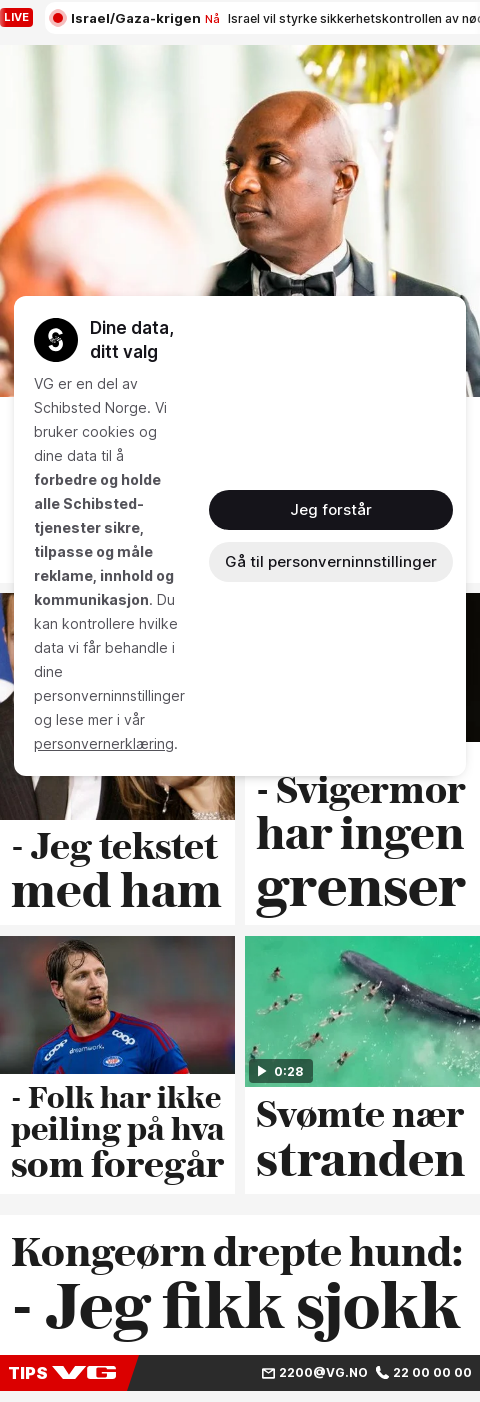 LIVE
Israel/Gaza-krigen Nå Israel vil styrke sikkerhetskontrollen av
Dine data,
ditt valg
VG er en del av
Schibsted Norge. Vi
bruker cookies og
dine data til å
forbedre og holde
alle Schibsted-
tjenester sikre,
tilpasse og måle
reklame, innhold og
kommunikasjon. Du
kan kontrollere hvilke
data vi får behandle i
dine
personverninnstillinger
og lese mer i vår
personvernerklæring.
Jeg forstår
Gå til personverninnstillinger
- Jeg tekstet
med ham
- Svigermor
har ingen
grenser
coop
coop
dreamwork.
- Folk har ikke
peiling på hva
som foregår
0:28
Svømte nær
stranden
Kongeørn drepte hund:
- Jeg fikk sjokk
TIPS VG
2200@VG.NO 22 00 00 00